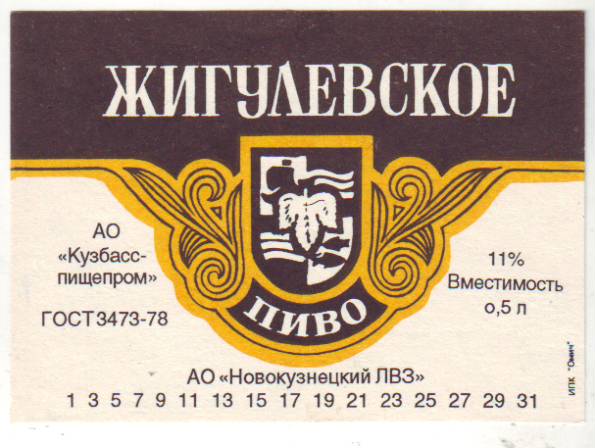 ЖИГУЛЕВСКОЕ
АО
«Кузбасс-
пищепром»
ГОСТ 3473-78
11%
Вместимость
0,5 л
ПИВО
АО «Новокузнецкий ЛВЗ»
1 3 5 7 9 11 13 15 17 19 21 23 25 27 29 31
ИПК "Омич"